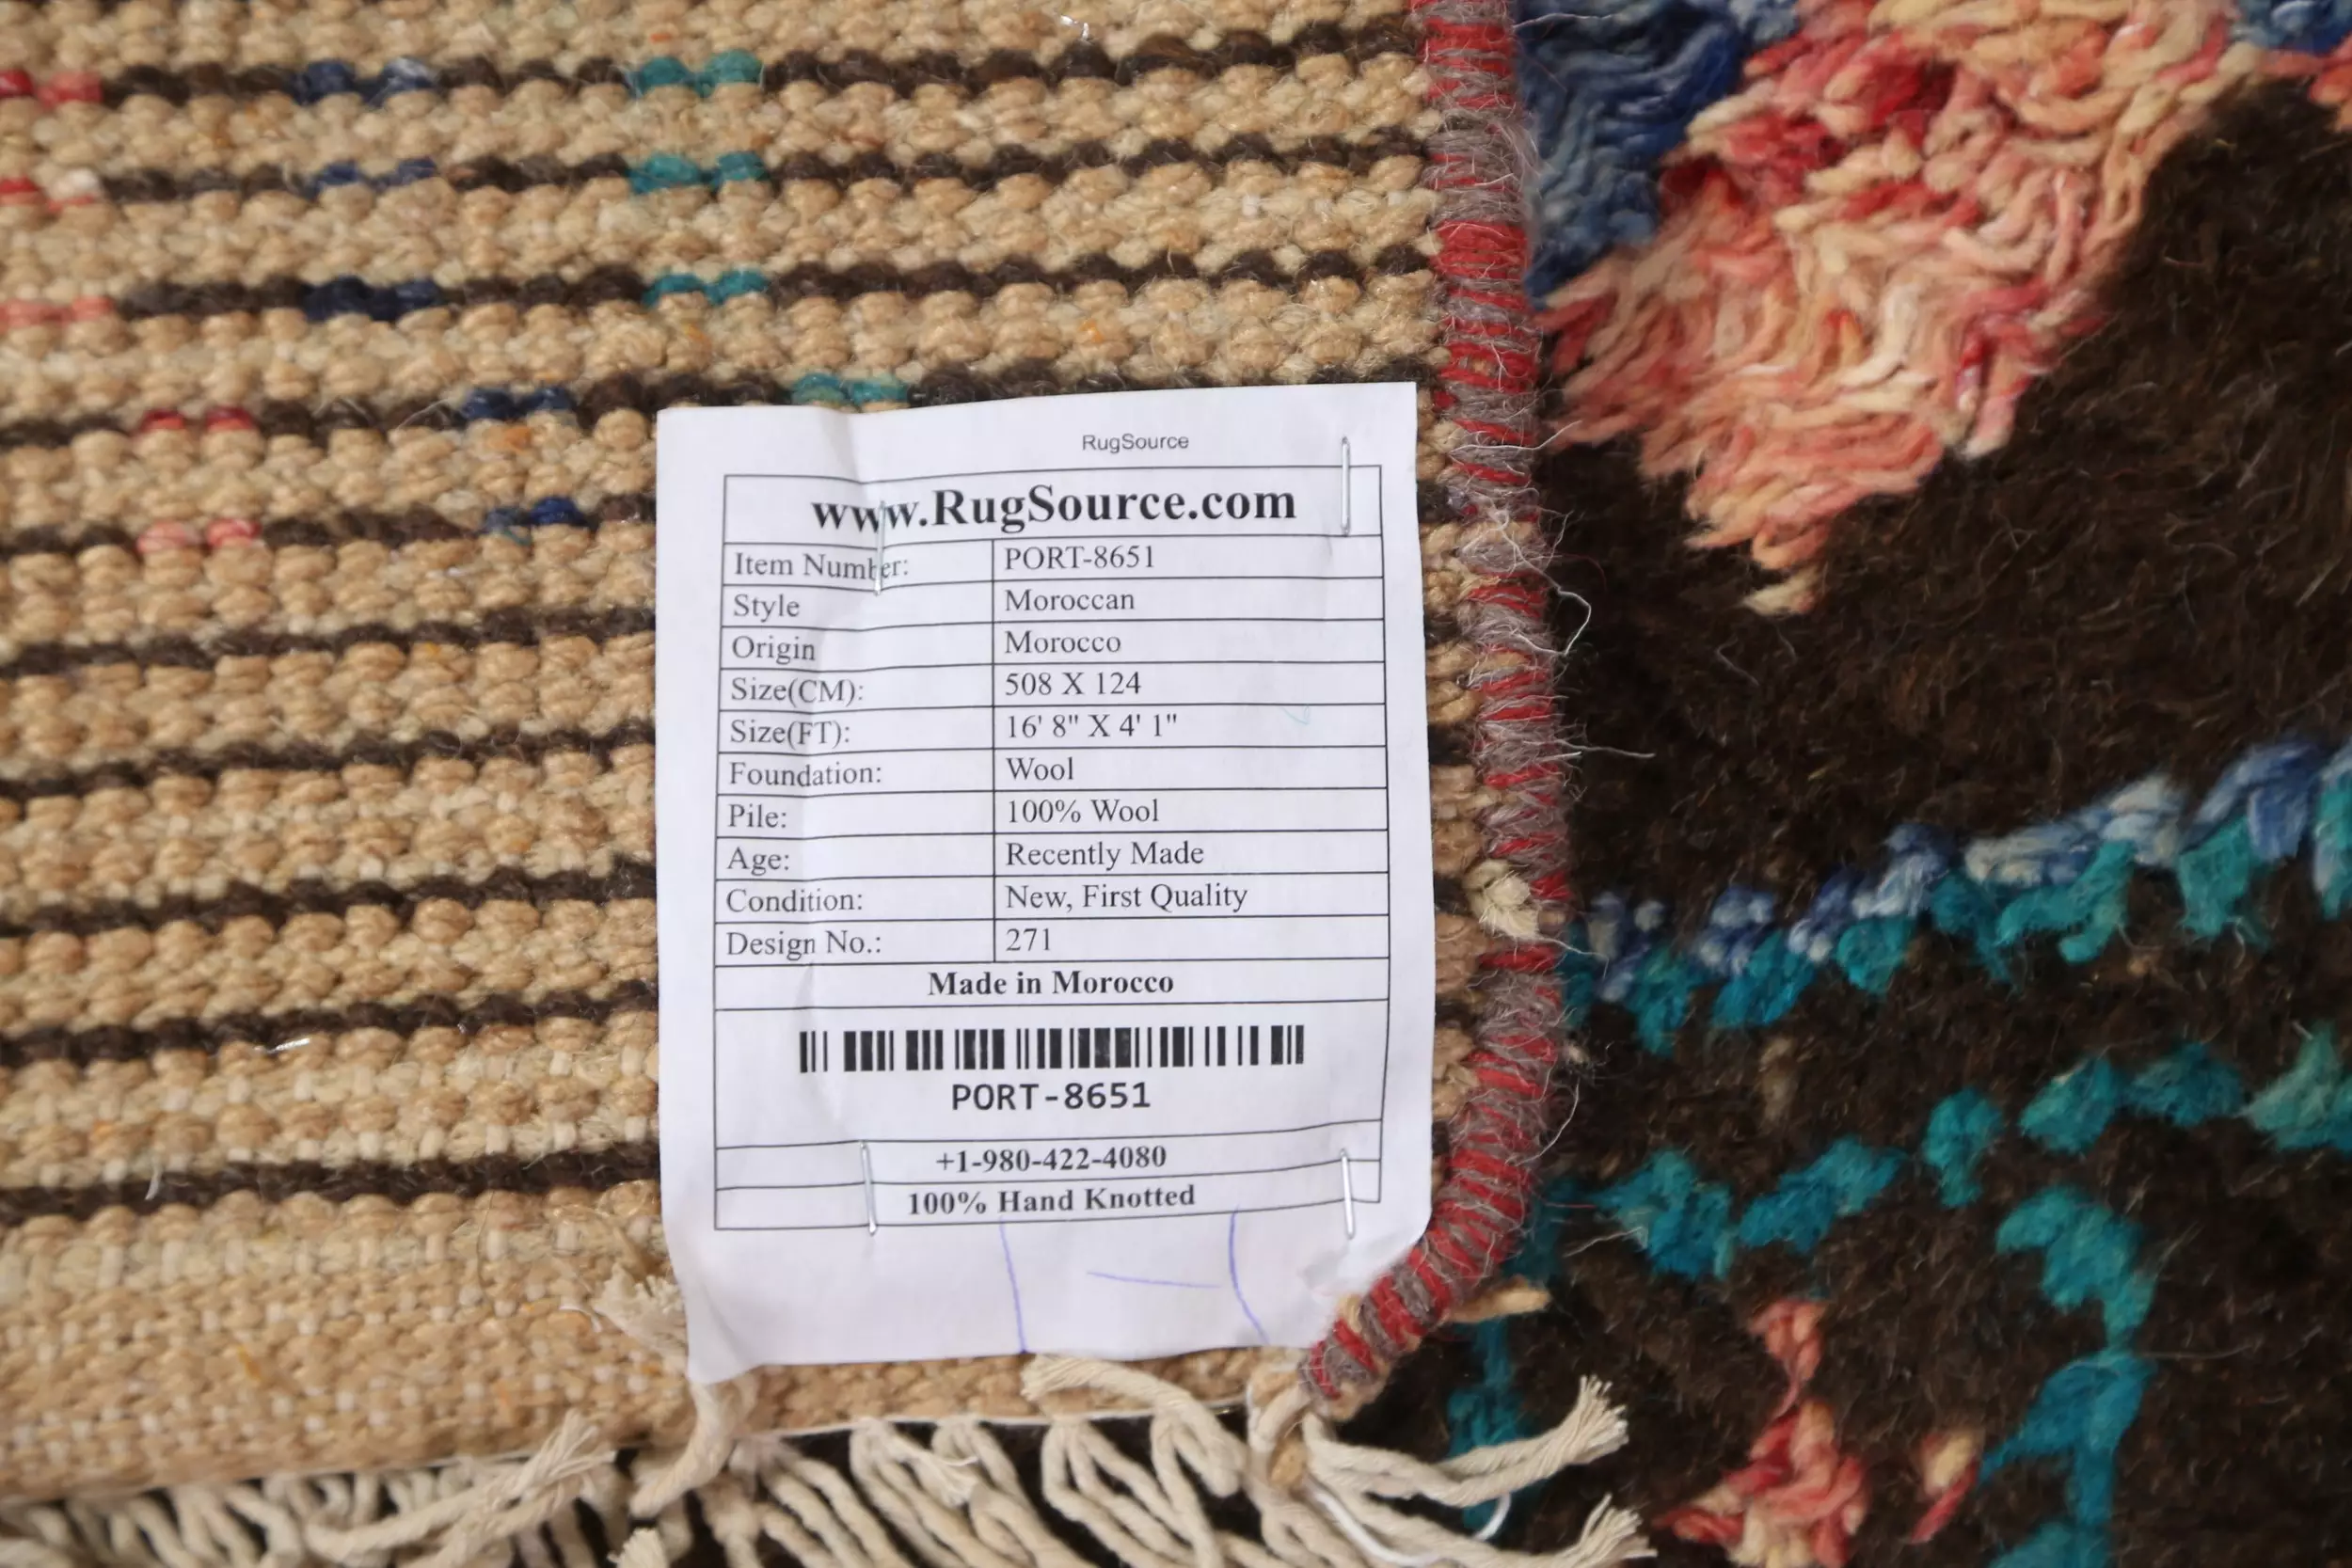 RugSource
www.RugSource.com
Item Number: PORT-8651
Style Moroccan
Origin Morocco
Size(CM): 508 X 124
Size(FT): 16' 8" X 4' 1"
Foundation: Wool
Pile: 100% Wool
Age: Recently Made
Condition: New, First Quality
Design No.: 271
Made in Morocco
PORT-8651
+1-980-422-4080
100% Hand Knotted